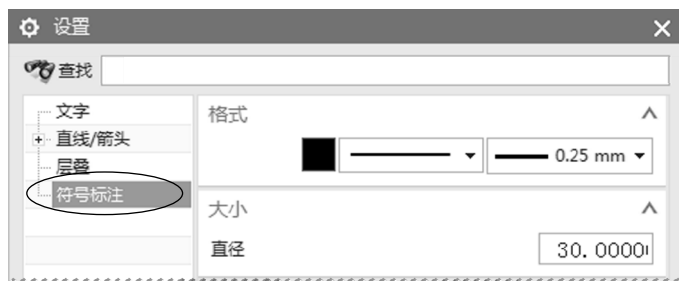 设置
查找
文字
直线/箭头
层叠
符号标注
格式
0.25 mm
大小
直径
30.0000